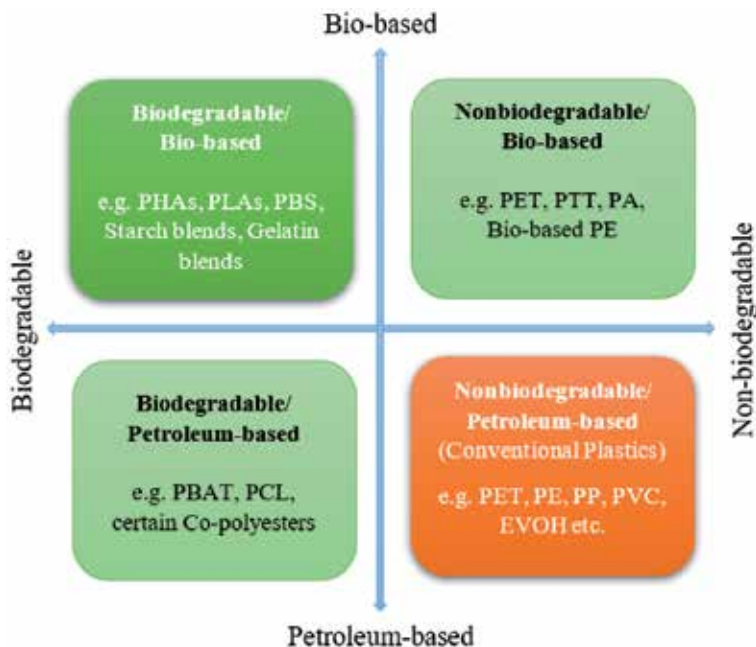 Bio-based
Biodegradable/
Bio-based
e.g. PHAs, PLAs, PBS,
Starch blends, Gelatin
blends
Nonbiodegradable/
Bio-based
e.g. PET, PTT, PA,
Bio-based PE
Biodegradable
Non-biodegradable
Biodegradable/
Petroleum-based
e.g. PBAT, PCL,
certain Co-polyesters
Nonbiodegradable/
Petroleum-based
(Conventional Plastics)
e.g. PET, PE, PP, PVC,
EVOH etc.
Petroleum-based